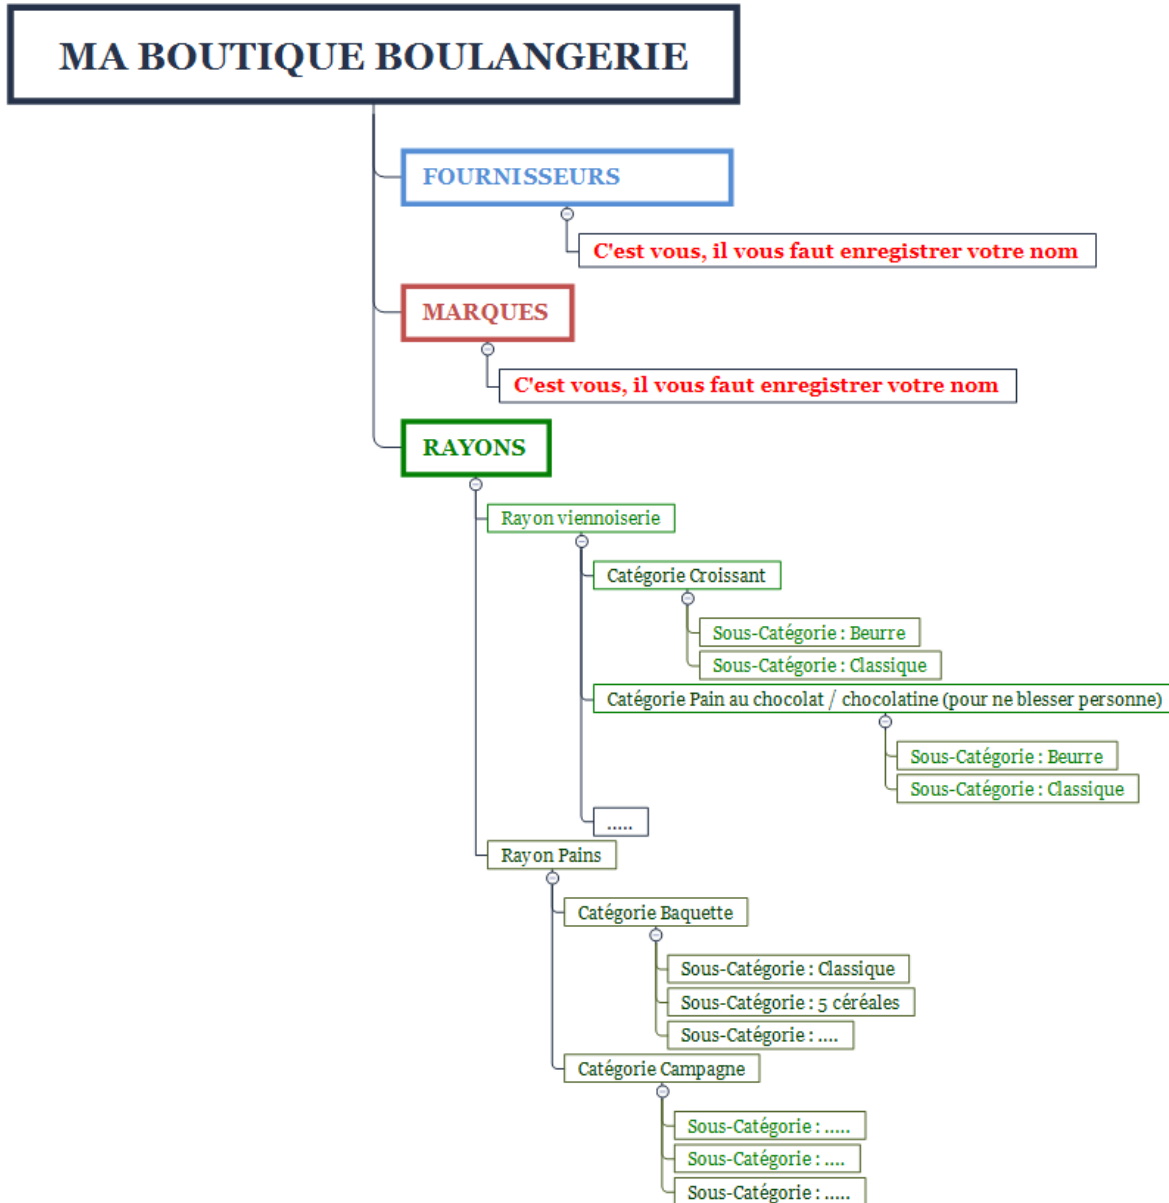 MA BOUTIQUE BOULANGERIE
FOURNISSEURS
C'est vous, il vous faut enregistrer votre nom
MARQUES
C'est vous, il vous faut enregistrer votre nom
RAYONS
Rayon viennoiserie
Catégorie Croissant
Sous-Catégorie : Beurre
Sous-Catégorie : Classique
Catégorie Pain au chocolat / chocolatine (pour ne blesser personne)
Sous-Catégorie : Beurre
Sous-Catégorie : Classique
.....
Rayon Pains
Catégorie Baquette
Sous-Catégorie : Classique
Sous-Catégorie : 5 céréales
Sous-Catégorie : ....
Catégorie Campagne
Sous-Catégorie : .....
Sous-Catégorie : ....
Sous-Catégorie : .....